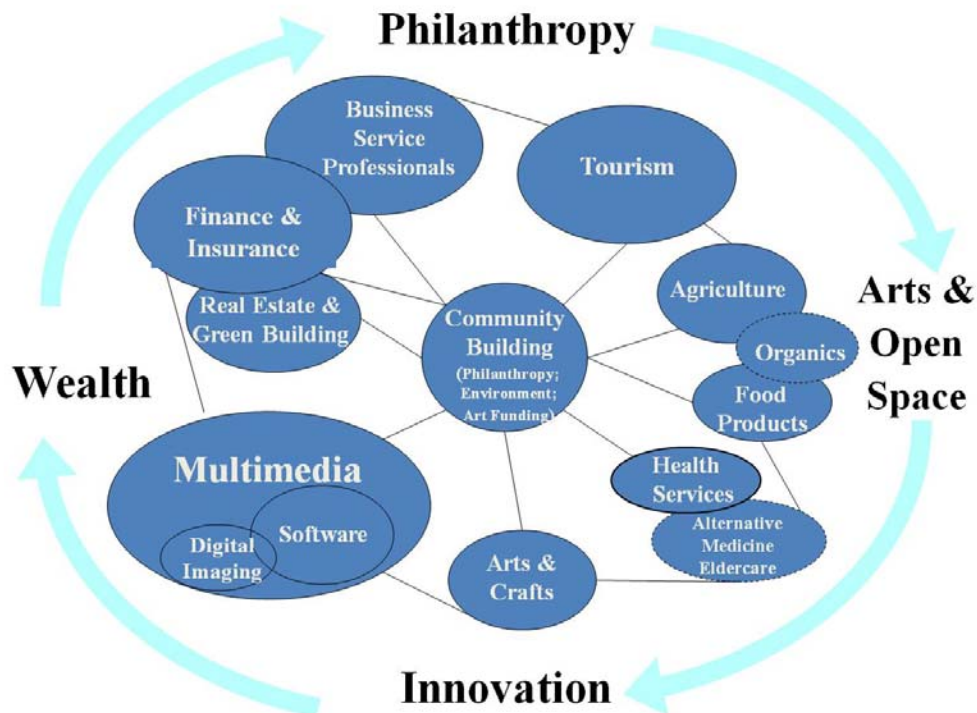 Philanthropy
Business
Service
Professionals
Tourism
Finance &
Insurance
Agriculture
Arts &
Open
Space
Real Estate &
Green Building
Community
Building
(Philanthropy;
Environment;
Art Funding)
Organics
Wealth
Food
Products
Multimedia
Health
Services
Software
Digital
Imaging
Alternative
Medicine
Eldercare
Arts &
Crafts
Innovation